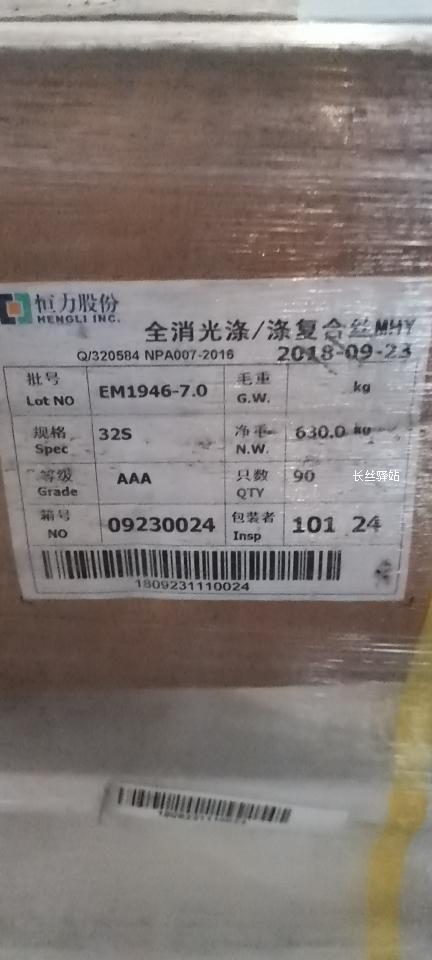 恒力股份
HENGLI INC.
全消光涤/涤复合丝MHY
Q/320584 NPA007-2016 2018-09-23
批号 Lot NO EM1946-7.0 毛重 G.W. kg
规格 Spec 32S 净重 N.W. 630.0 kg
等级 Grade AAA 只数 QTY 90
长丝驿站
箱号 NO 09230024 包装者 Insp 101 24
1809231110024